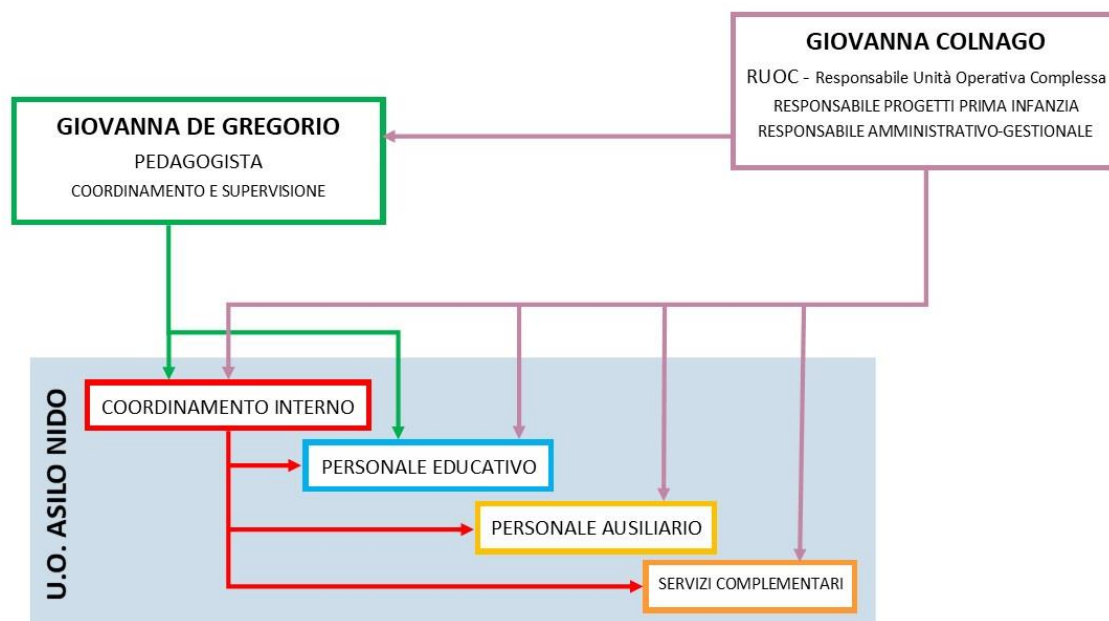 GIOVANNA COLNAGO
RUOC - Responsabile Unità Operativa Complessa
RESPONSABILE PROGETTI PRIMA INFANZIA
RESPONSABILE AMMINISTRATIVO-GESTIONALE
GIOVANNA DE GREGORIO
PEDAGOGISTA
COORDINAMENTO E SUPERVISIONE
U.O. ASILO NIDO
COORDINAMENTO INTERNO
PERSONALE EDUCATIVO
PERSONALE AUSILIARIO
SERVIZI COMPLEMENTARI